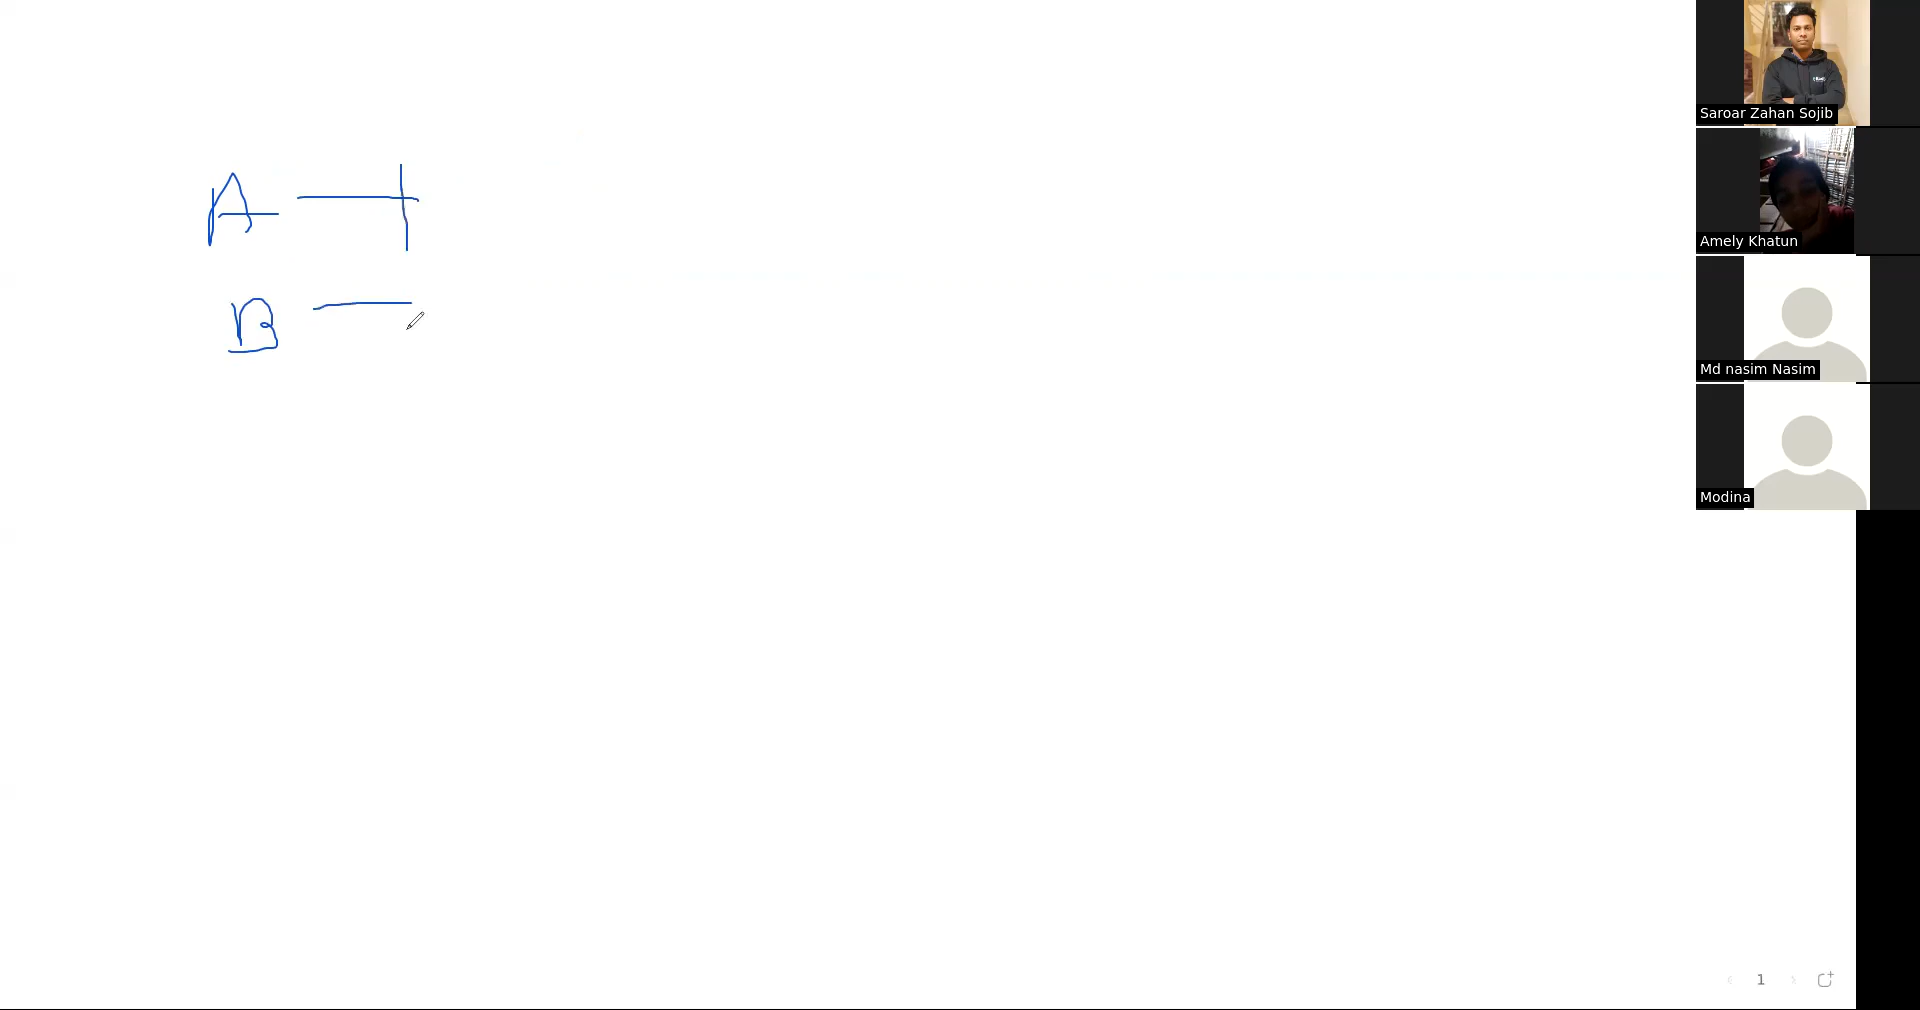 A
B
Saroar Zahan Sojib
Amely Khatun
Md nasim Nasim
Modina
1